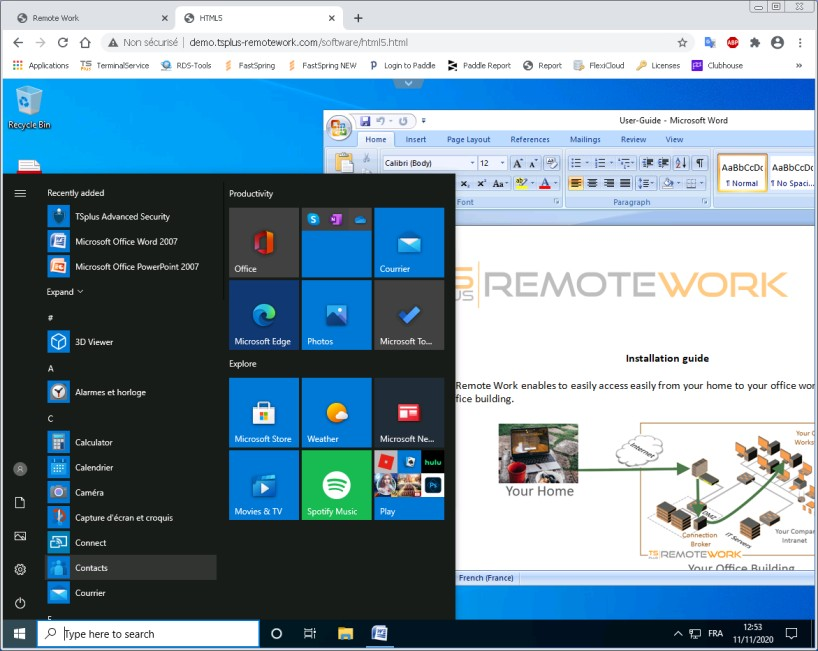 Remote Work
HTML5
Non sécurisé | demo.tsplus-remotework.com/software/html5.html
ABP
Applications
TS
TerminalService
RDS-Tools
FastSpring
FastSpring NEW
Login to Paddle
Paddle Report
Report
FlexiCloud
Licenses
Clubhouse
Recycle Bin
User-Guide - Microsoft Word
Home
Insert
Page Layout
References
Mailings
Review
View
Calibri (Body)
12
Font
Paragraph
AaBbCcDc
¶ Normal
AaBbCcDc
¶ No Spaci...
Recently added
TSplus Advanced Security
Microsoft Office Word 2007
Microsoft Office PowerPoint 2007
Expand
#
3D Viewer
A
Alarmes et horloge
C
Calculator
Calendrier
Caméra
Capture d'écran et croquis
Connect
Contacts
Courrier
Productivity
Office
Courrier
Microsoft Edge
Photos
Microsoft To...
Explore
Microsoft Store
Weather
Microsoft Ne...
Movies & TV
Spotify Music
hulu
Ps
Play
REMOTEWORK
Installation guide
Remote Work enables to easily access easily from your home to your office wor
fice building.
Internet
Your Home
DMZ
IT Servers
Connection
Broker
Your C
Works
Your Compa
Intranet
REMOTEWORK
Your Office Building
French (France)
Type here to search
FRA
12:53
11/11/2020